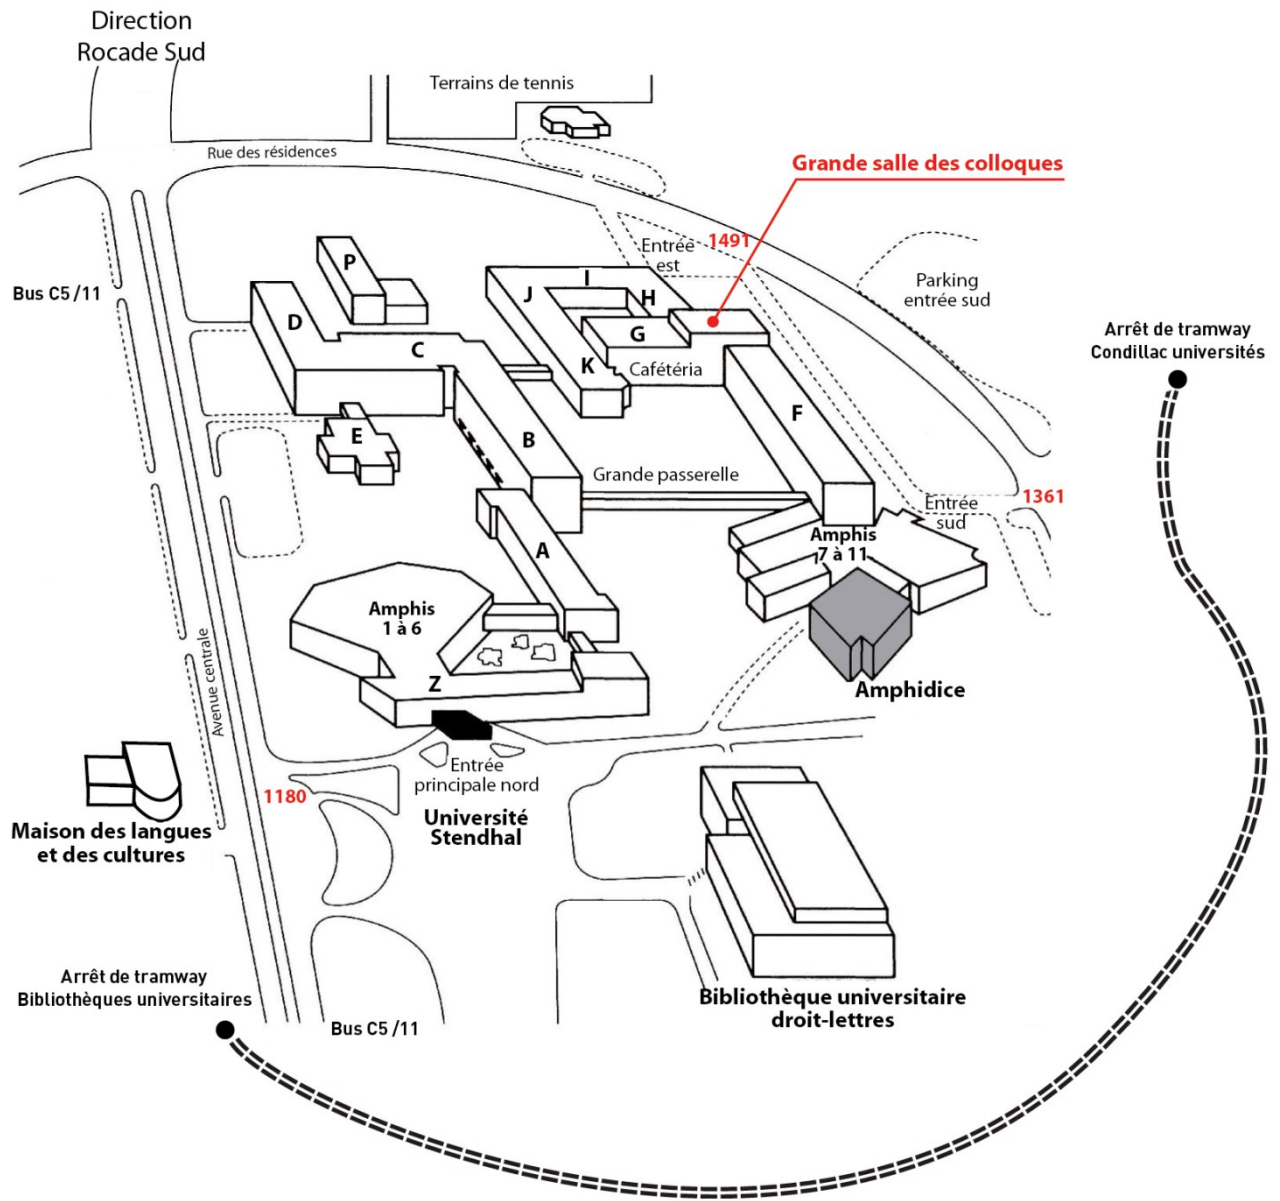 Direction
Rocade Sud
Terrains de tennis
Rue des résidences
Grande salle des colloques
Entrée
est
1491
P
I
J
H
Bus C5 /11
Parking
entrée sud
D
C
G
K
Cafétéria
Arrêt de tramway
Condillac universités
F
E
B
Grande passerelle
1361
Entrée
sud
A
Amphis
7 à 11
Amphis
1 à 6
Avenue centrale
Z
Amphidice
Entrée
principale nord
1180
Université
Stendhal
Maison des langues
et des cultures
Arrêt de tramway
Bibliothèques universitaires
Bus C5 /11
Bibliothèque universitaire
droit-lettres